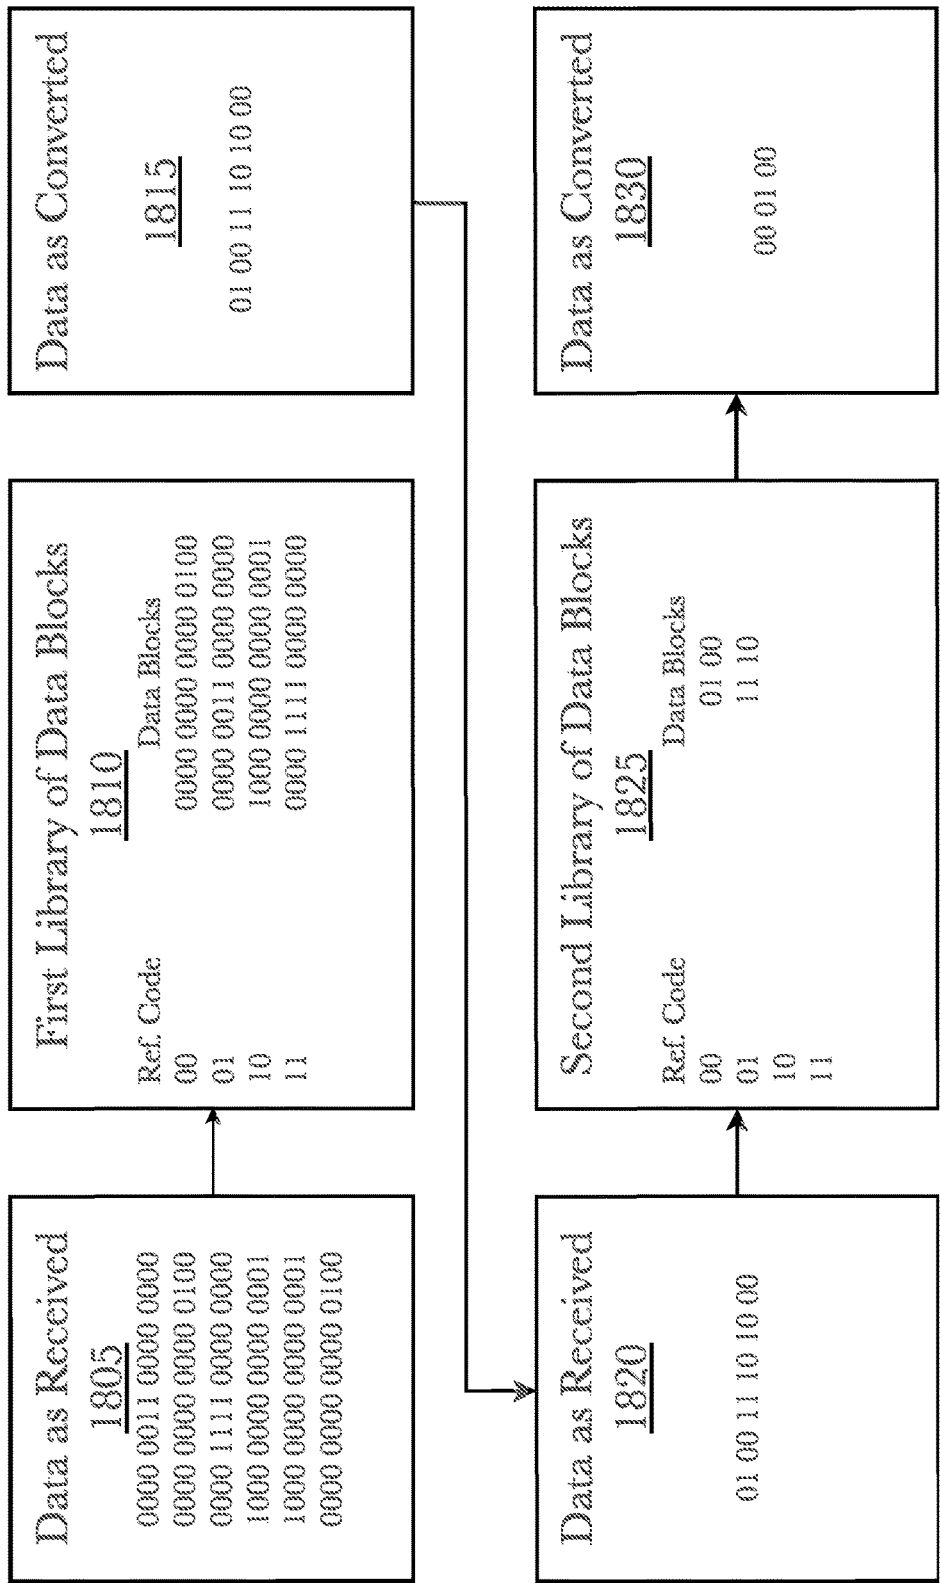 Data as Received
1805
0000 0011 0000 0000
0000 0000 0000 0100
0000 1111 0000 0000
1000 0000 0000 0001
1000 0000 0000 0001
0000 0000 0000 0100
First Library of Data Blocks
1810
Ref. Code Data Blocks
00 0000 0000 0000 0100
01 0000 0011 0000 0000
10 1000 0000 0000 0001
11 0000 1111 0000 0000
Data as Converted
1815
01 00 11 10 10 00
Data as Received
1820
01 00 11 10 10 00
Second Library of Data Blocks
1825
Ref. Code Data Blocks
00 01 00
01 11 10
10
11
Data as Converted
1830
00 01 00